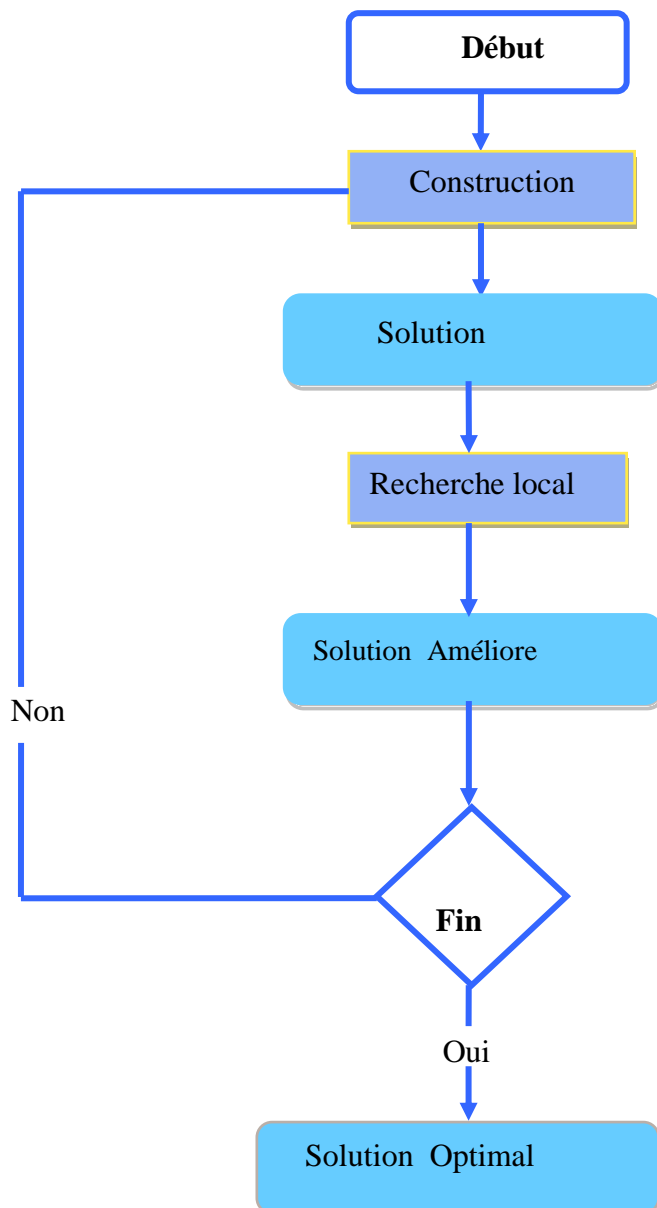 Début
Construction
Solution
Recherche local
Solution Améliore
Non
Fin
Oui
Solution Optimal